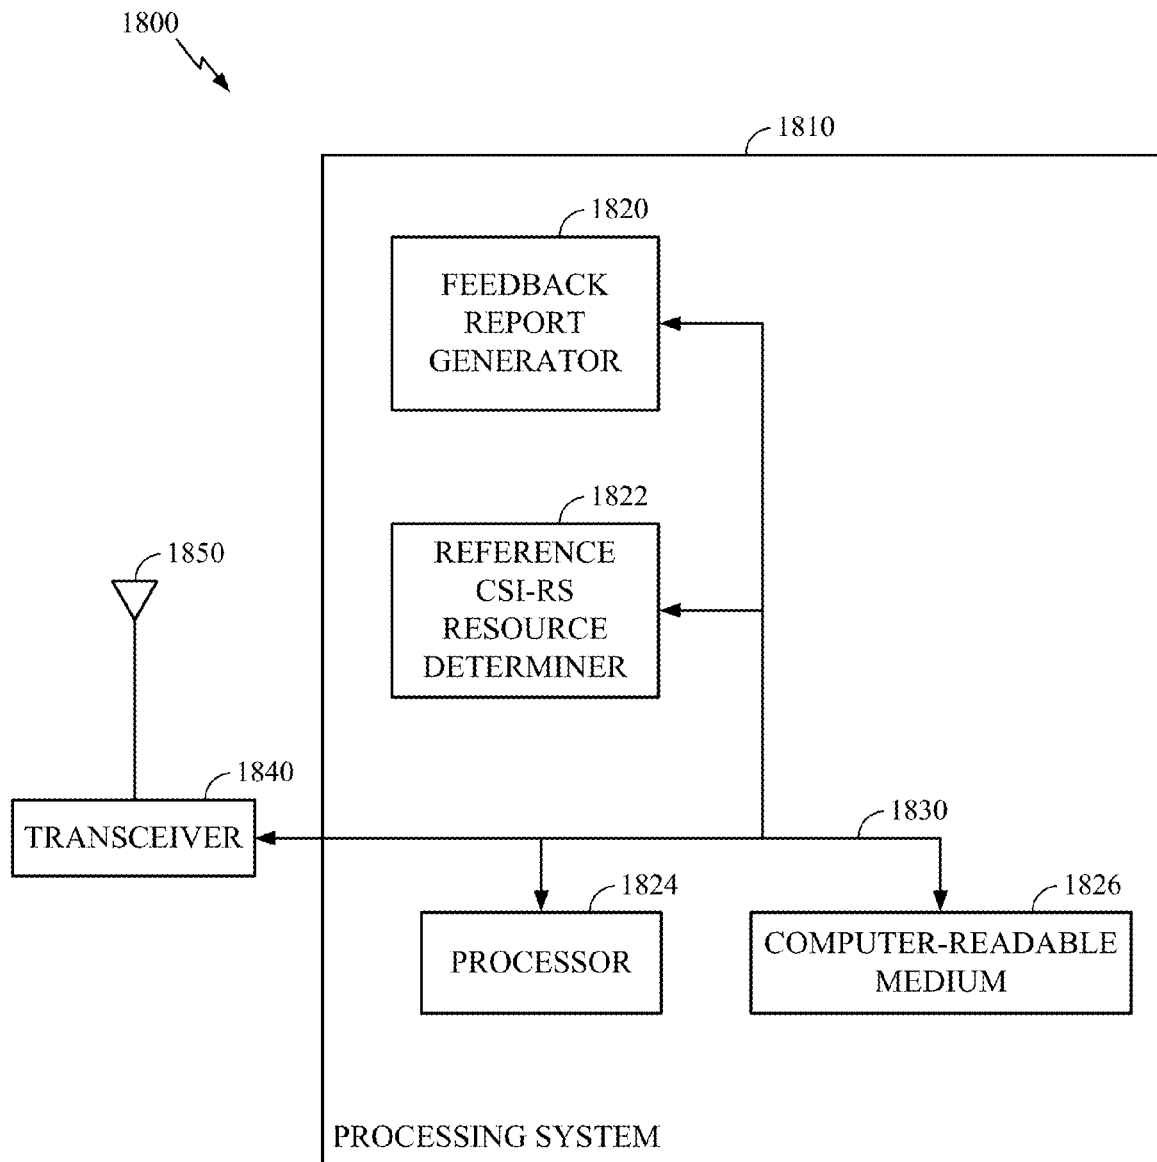 1800
1810
1820
FEEDBACK
REPORT
GENERATOR
1822
REFERENCE
CSI-RS
RESOURCE
DETERMINER
1850
1840
TRANSCEIVER
1830
1824
PROCESSOR
1826
COMPUTER-READABLE
MEDIUM
PROCESSING SYSTEM